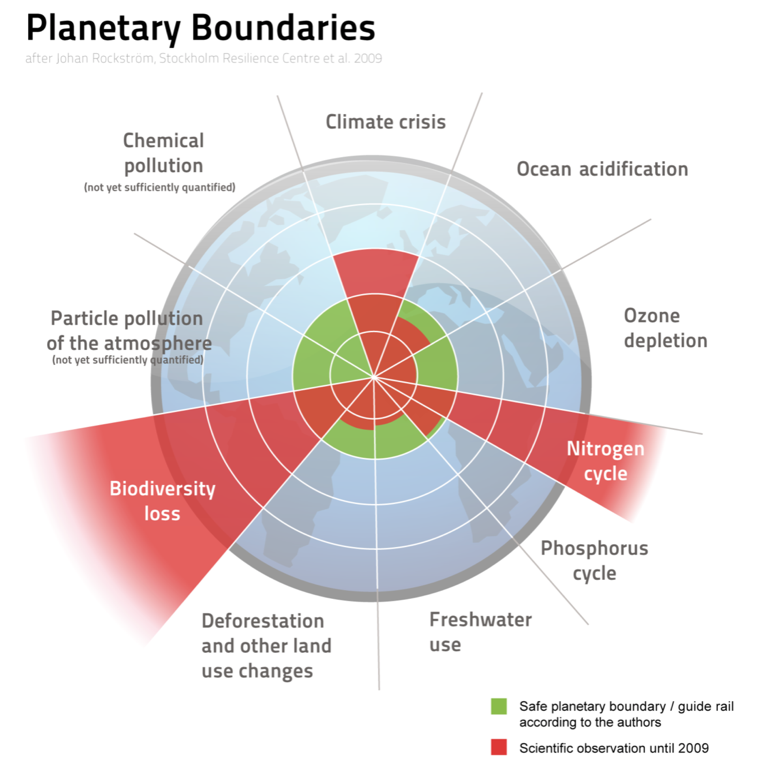 Planetary Boundaries
after Johan Rockström, Stockholm Resilience Centre et al. 2009
Climate crisis
Chemical
pollution
(not yet sufficiently quantified)
Ocean acidification
Particle pollution
of the atmosphere
(not yet sufficiently quantified)
Ozone
depletion
Nitrogen
cycle
Biodiversity
loss
Phosphorus
cycle
Deforestation
and other land
use changes
Freshwater
use
Safe planetary boundary / guide rail
according to the authors
Scientific observation until 2009